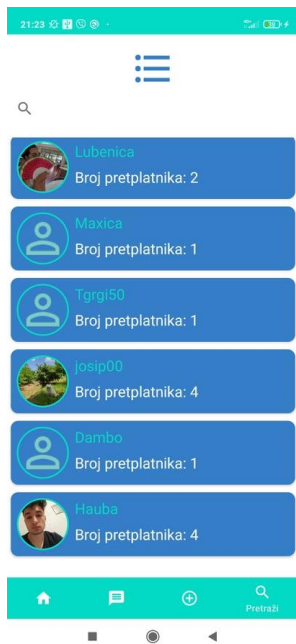 21:23
Lubenica
Broj pretplatnika: 2
Maxica
Broj pretplatnika: 1
Tgrgi50
Broj pretplatnika: 1
josip00
Broj pretplatnika: 4
Dambo
Broj pretplatnika: 1
Hauba
Broj pretplatnika: 4
Pretraži